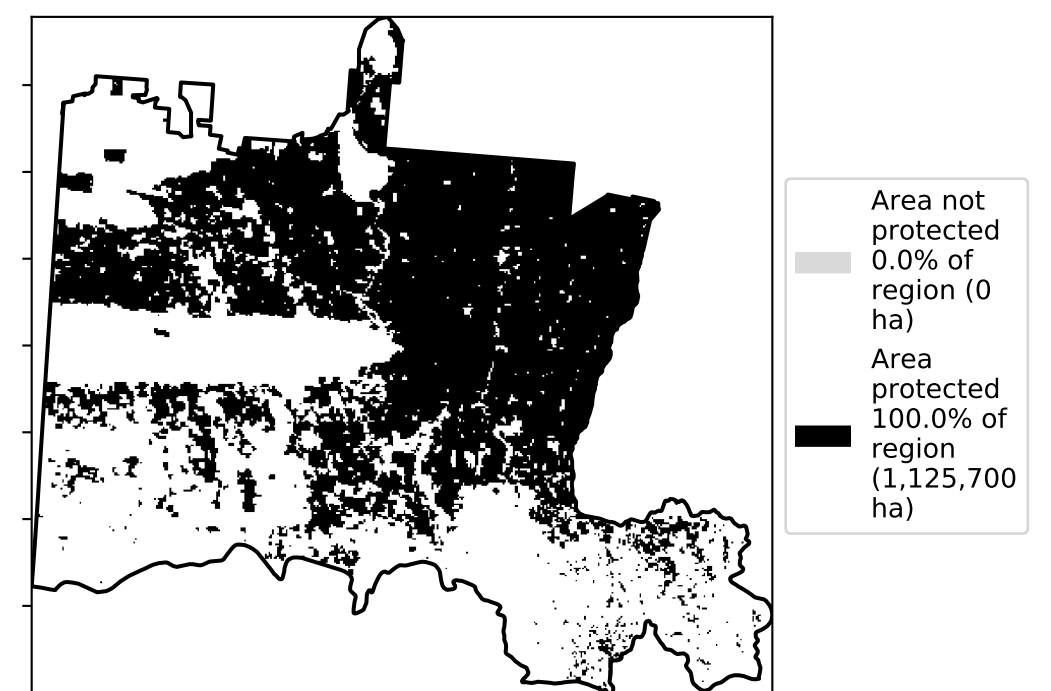 Area not
protected
0.0% of
region (0
ha)
Area
protected
100.0% of
region
(1,125,700
ha)